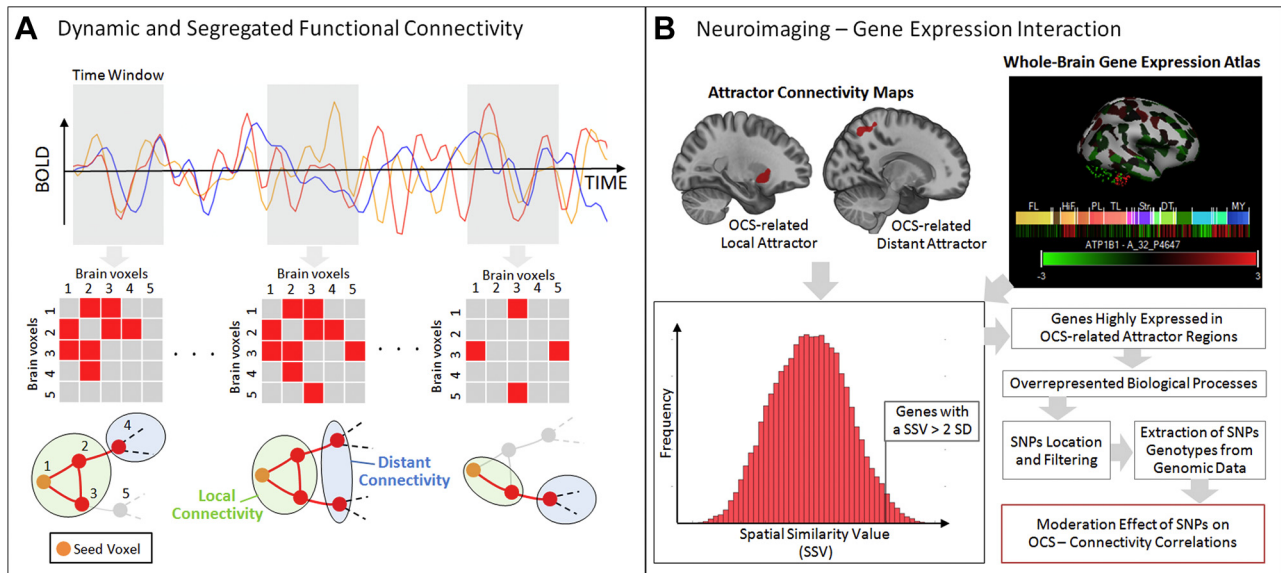 A Dynamic and Segregated Functional Connectivity
Time Window
BOLD
TIME
Brain voxels
1 2 3 4 5
Brain voxels
1
2
3
4
5
Brain voxels
1 2 3 4 5
Brain voxels
1
2
3
4
5
Brain voxels
1 2 3 4 5
Brain voxels
1
2
3
4
5
. . .
. . .
1
2
3
4
5
Local
Connectivity
Distant
Connectivity
Seed Voxel
B Neuroimaging – Gene Expression Interaction
Attractor Connectivity Maps
OCS-related
Local Attractor
OCS-related
Distant Attractor
Whole-Brain Gene Expression Atlas
FL HiF PL TL Str DT MY
ATP1B1 - A_32_P4647
-3 3
Frequency
Genes with
a SSV > 2 SD
Spatial Similarity Value
(SSV)
Genes Highly Expressed in
OCS-related Attractor Regions
Overrepresented Biological Processes
SNPs Location
and Filtering
Extraction of SNPs
Genotypes from
Genomic Data
Moderation Effect of SNPs on
OCS – Connectivity Correlations